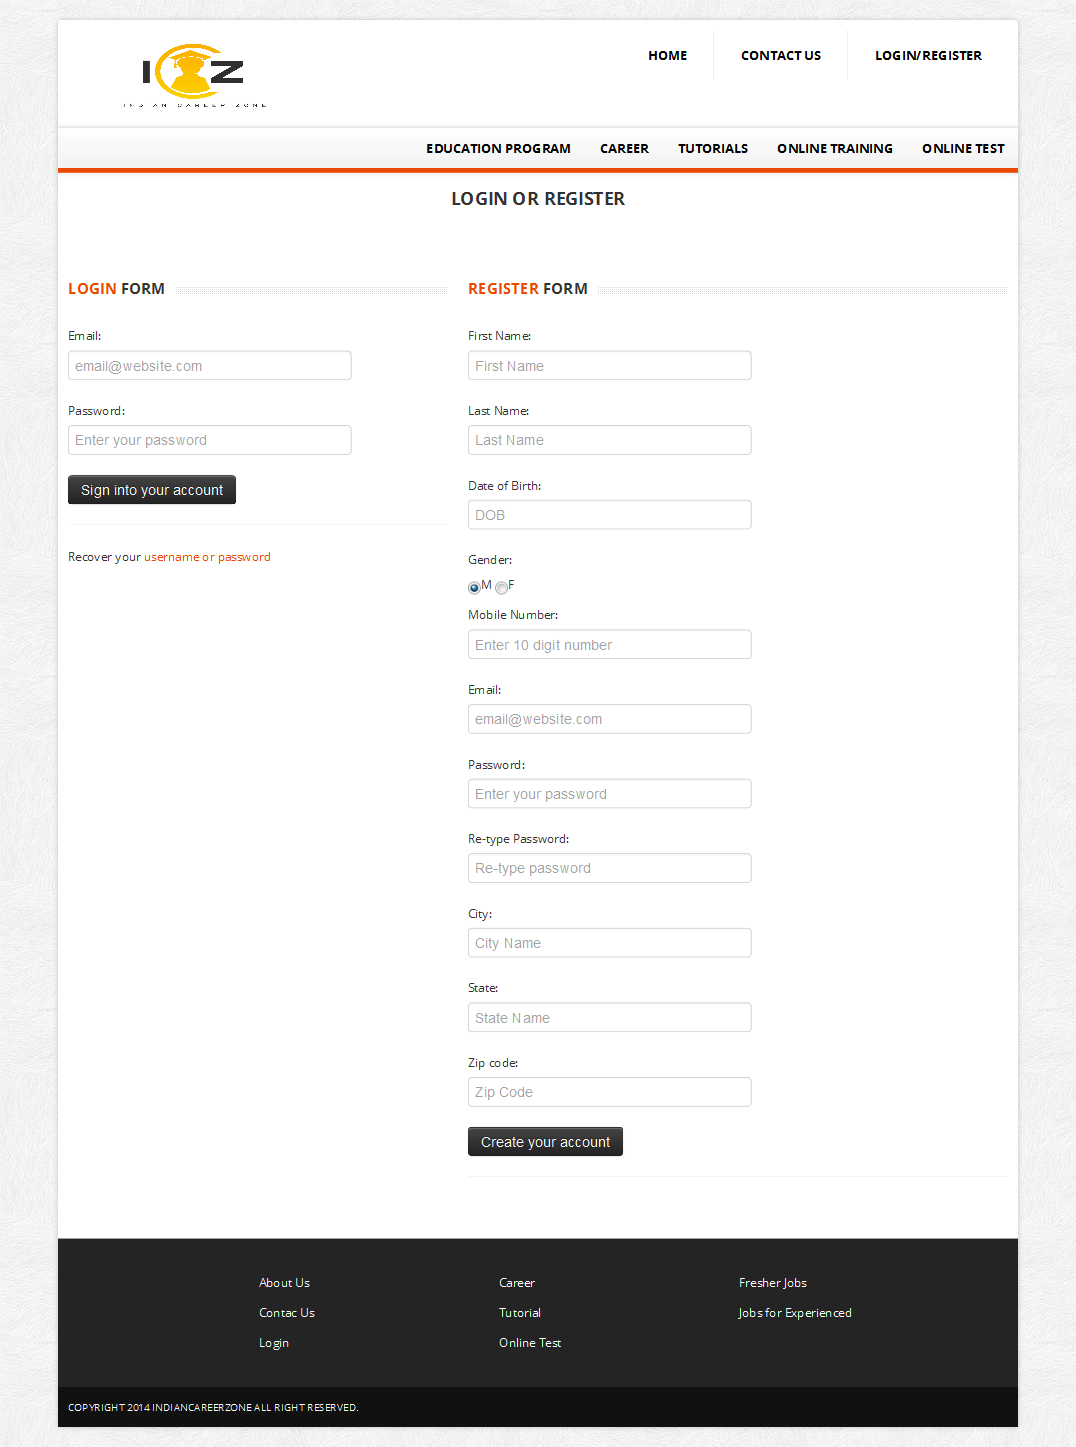 I C Z
INDIAN CAREER ZONE
HOME CONTACT US LOGIN/REGISTER
EDUCATION PROGRAM CAREER TUTORIALS ONLINE TRAINING ONLINE TEST
LOGIN OR REGISTER
LOGIN FORM
Email:
email@website.com
Password:
Enter your password
Sign into your account
Recover your username or password
REGISTER FORM
First Name:
First Name
Last Name:
Last Name
Date of Birth:
DOB
Gender:
M F
Mobile Number:
Enter 10 digit number
Email:
email@website.com
Password:
Enter your password
Re-type Password:
Re-type password
City:
City Name
State:
State Name
Zip code:
Zip Code
Create your account
About Us
Contac Us
Login
Career
Tutorial
Online Test
Fresher Jobs
Jobs for Experienced
COPYRIGHT 2014 INDIANCAREERZONE ALL RIGHT RESERVED.